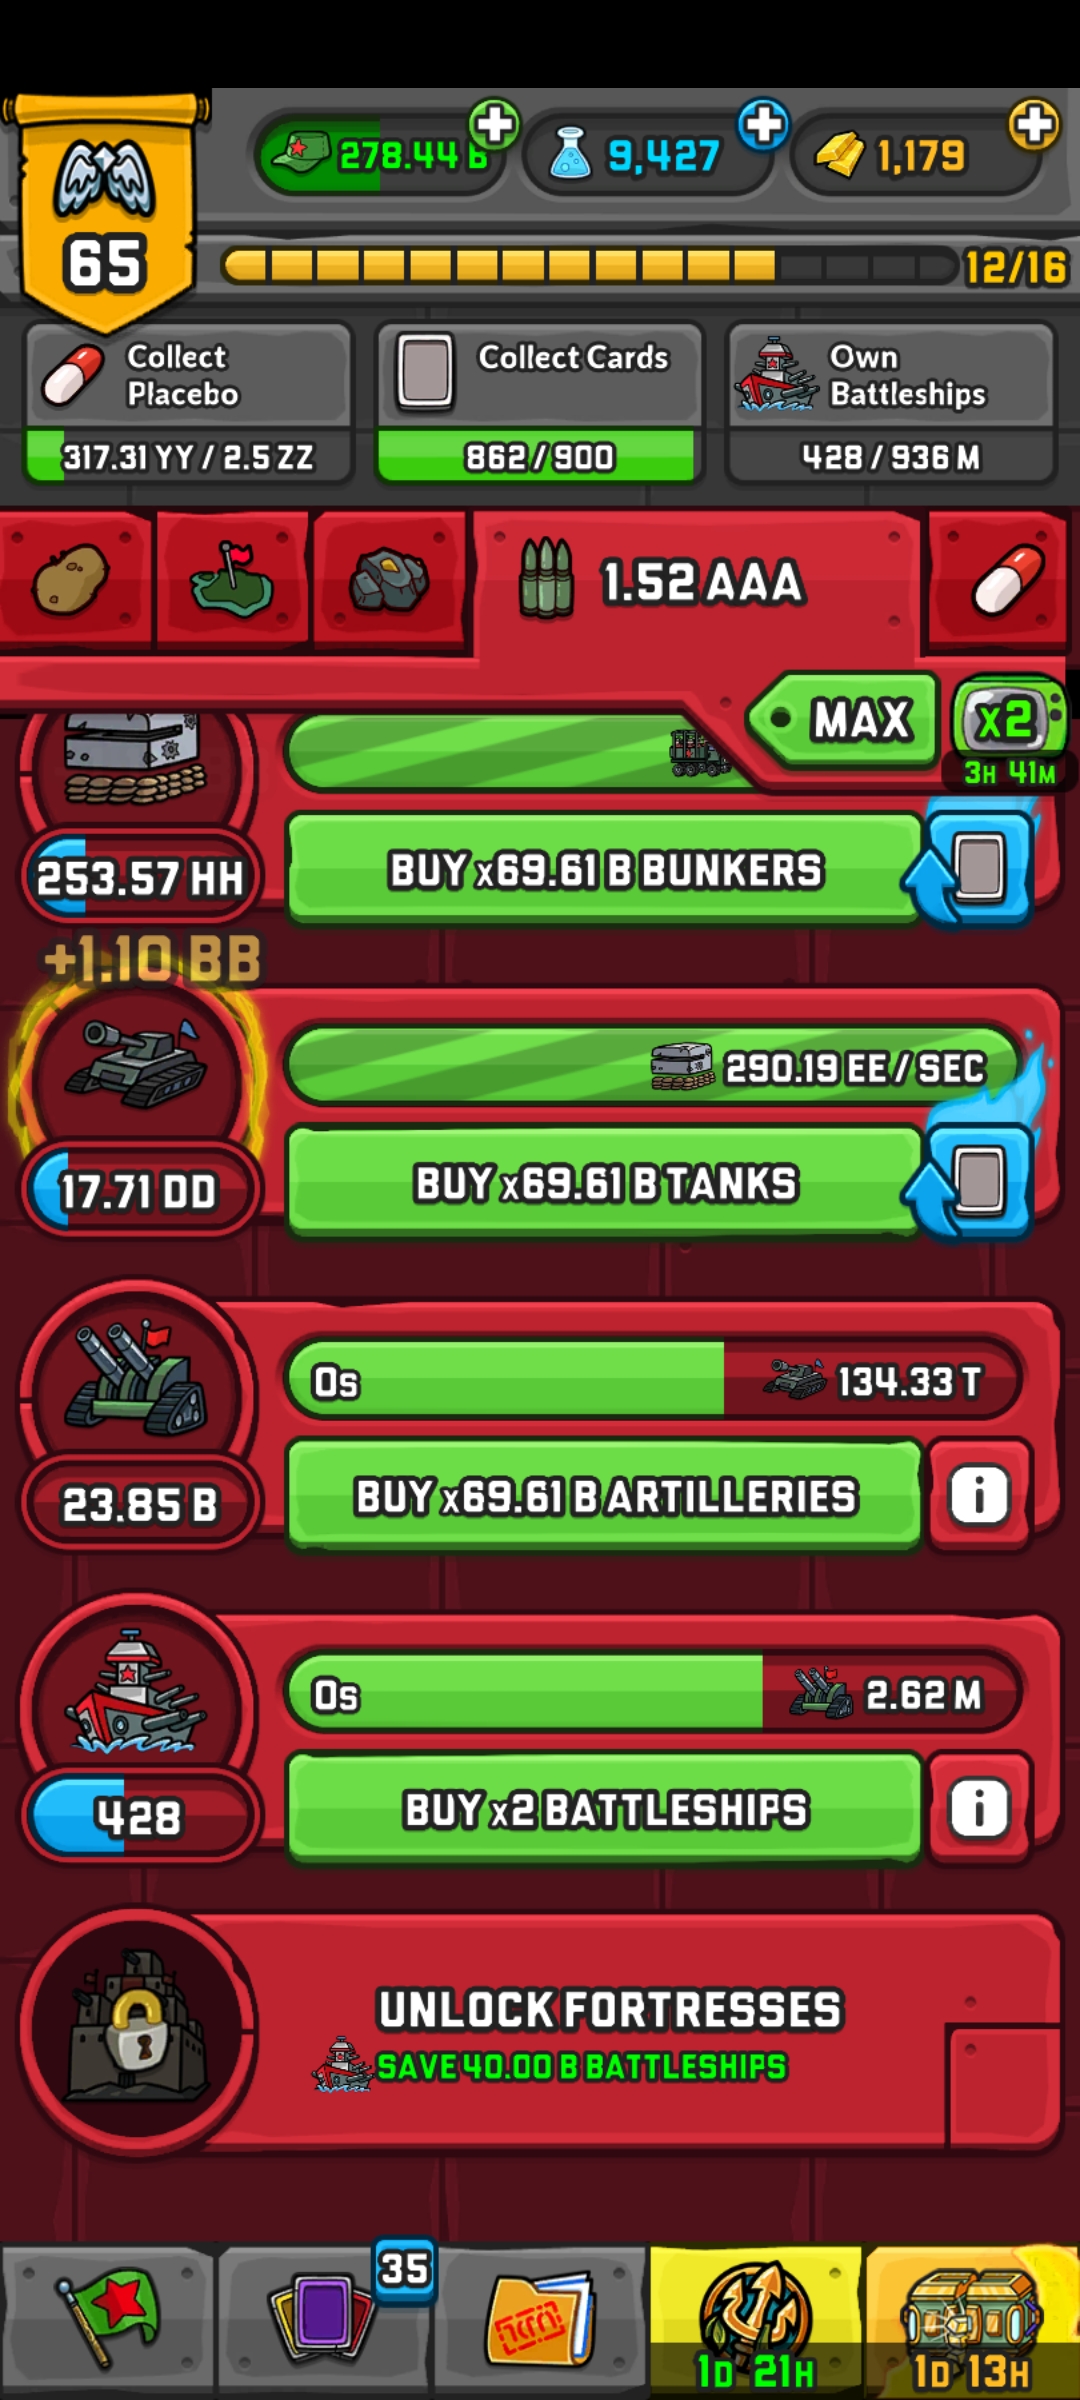 278.44 B
9,427
1,179
65
12/16
Collect
Placebo
Collect Cards
Own
Battleships
317.31 YY / 2.5 ZZ
862/900
428 / 936 M
1.52 AAA
MAX
x2
3H 41M
253.57 HH
BUY x69.61 B BUNKERS
+1.10 BB
290.19 EE / SEC
17.71 DD
BUY x69.61 B TANKS
0s
134.33 T
23.85 B
BUY x69.61 B ARTILLERIES
i
0s
2.62 M
428
BUY x2 BATTLESHIPS
i
UNLOCK FORTRESSES
SAVE 40.00 B BATTLESHIPS
35
1D 21H
1D 13H